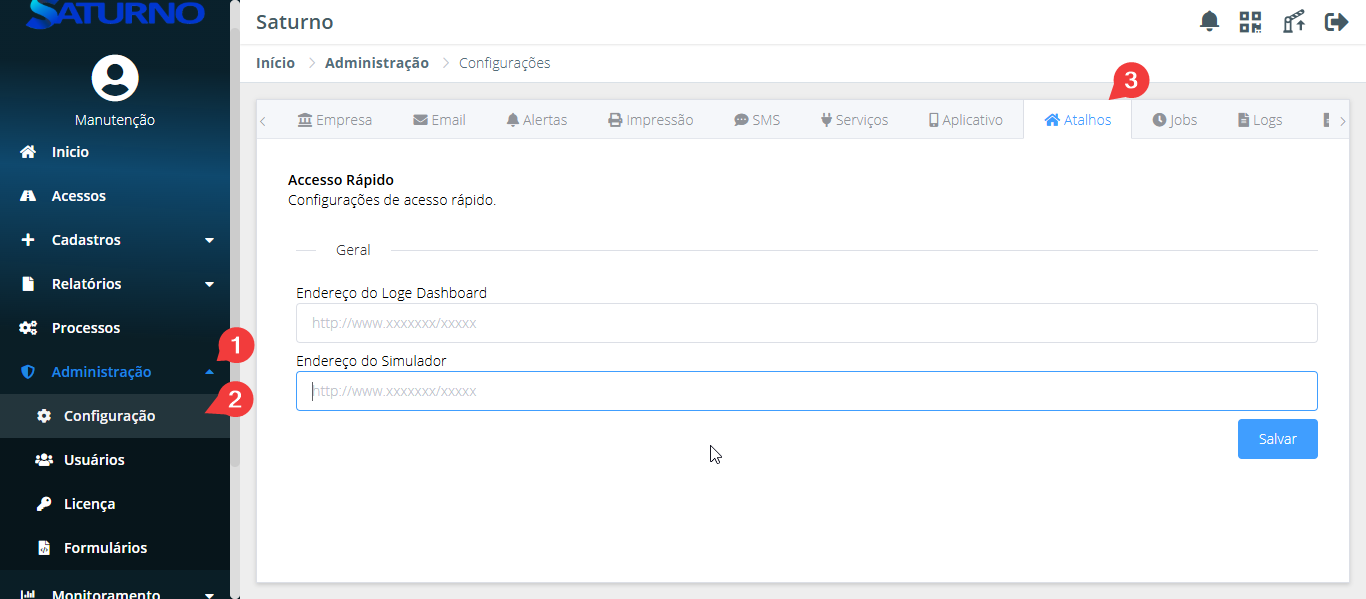 SATURNO
Manutenção
Inicio
Acessos
Cadastros
Relatórios
Processos
Administração
1
Configuração
2
Usuários
Licença
Formulários
Monitoramento
Saturno
Início > Administração > Configurações
3
Empresa Email Alertas Impressão SMS Serviços Aplicativo Atalhos Jobs Logs
Accesso Rápido
Configurações de acesso rápido.
Geral
Endereço do Loge Dashboard
http://www.xxxxxxx/xxxxx
Endereço do Simulador
http://www.xxxxxxx/xxxxx
Salvar